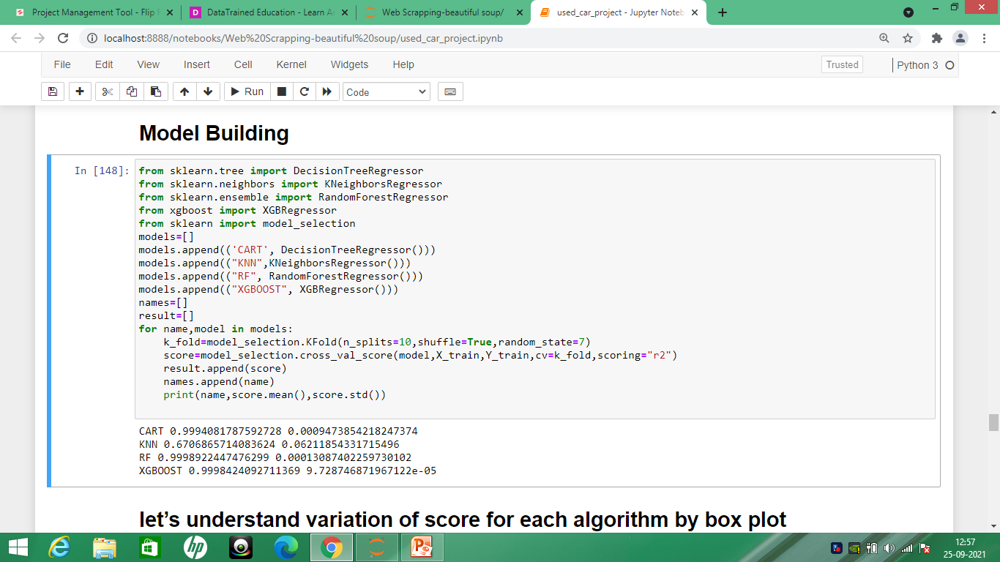 Project Management Tool - Flip F
DataTrained Education - Learn A
Web Scrapping-beautiful soup/
used_car_project - Jupyter Noteb
localhost:8888/notebooks/Web%20Scrapping-beautiful%20soup/used_car_project.ipynb
File Edit View Insert Cell Kernel Widgets Help
Trusted
Python 3
Run
Code
Model Building
In [148]:
from sklearn.tree import DecisionTreeRegressor
from sklearn.neighbors import KNeighborsRegressor
from sklearn.ensemble import RandomForestRegressor
from xgboost import XGBRegressor
from sklearn import model_selection
models=[]
models.append(('CART', DecisionTreeRegressor()))
models.append(("KNN",KNeighborsRegressor()))
models.append(("RF", RandomForestRegressor()))
models.append(("XGBOOST", XGBRegressor()))
names=[]
result=[]
for name,model in models:
    k_fold=model_selection.KFold(n_splits=10,shuffle=True,random_state=7)
    score=model_selection.cross_val_score(model,X_train,Y_train,cv=k_fold,scoring="r2")
    result.append(score)
    names.append(name)
    print(name,score.mean(),score.std())
CART 0.9994081787592728 0.0009473854218247374
KNN 0.6706865714083624 0.06211854331715496
RF 0.9998922447476299 0.00013087402259730102
XGBOOST 0.9998424092711369 9.728746871967122e-05
let’s understand variation of score for each algorithm by box plot
12:57
25-09-2021